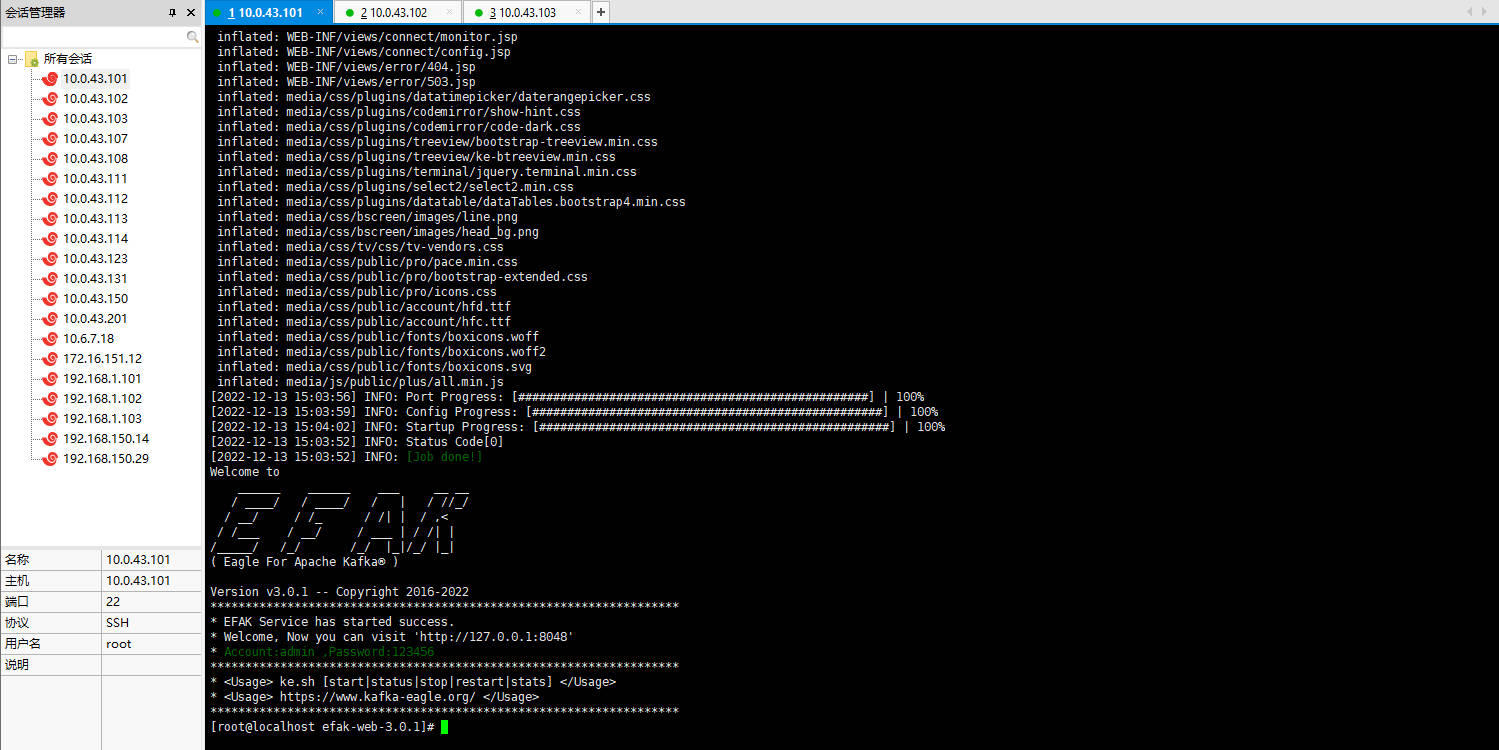 会话管理器
1 10.0.43.101
2 10.0.43.102
3 10.0.43.103
所有会话
10.0.43.101
10.0.43.102
10.0.43.103
10.0.43.107
10.0.43.108
10.0.43.111
10.0.43.112
10.0.43.113
10.0.43.114
10.0.43.123
10.0.43.131
10.0.43.150
10.0.43.201
10.6.7.18
172.16.151.12
192.168.1.101
192.168.1.102
192.168.1.103
192.168.150.14
192.168.150.29
名称 10.0.43.101
主机 10.0.43.101
端口 22
协议 SSH
用户名 root
说明
inflated: WEB-INF/views/connect/monitor.jsp
inflated: WEB-INF/views/connect/config.jsp
inflated: WEB-INF/views/error/404.jsp
inflated: WEB-INF/views/error/503.jsp
inflated: media/css/plugins/datatimepicker/daterangepicker.css
inflated: media/css/plugins/codemirror/show-hint.css
inflated: media/css/plugins/codemirror/code-dark.css
inflated: media/css/plugins/treeview/bootstrap-treeview.min.css
inflated: media/css/plugins/treeview/ke-btreeview.min.css
inflated: media/css/plugins/terminal/jquery.terminal.min.css
inflated: media/css/plugins/select2/select2.min.css
inflated: media/css/plugins/datatable/dataTables.bootstrap4.min.css
inflated: media/css/bscreen/images/line.png
inflated: media/css/bscreen/images/head_bg.png
inflated: media/css/tv/css/tv-vendors.css
inflated: media/css/public/pro/pace.min.css
inflated: media/css/public/pro/bootstrap-extended.css
inflated: media/css/public/pro/icons.css
inflated: media/css/public/account/hfd.ttf
inflated: media/css/public/account/hfc.ttf
inflated: media/css/public/fonts/boxicons.woff
inflated: media/css/public/fonts/boxicons.woff2
inflated: media/css/public/fonts/boxicons.svg
inflated: media/js/public/plus/all.min.js
[2022-12-13 15:03:56] INFO: Port Progress: [##################################################] | 100%
[2022-12-13 15:03:59] INFO: Config Progress: [##################################################] | 100%
[2022-12-13 15:04:02] INFO: Startup Progress: [##################################################] | 100%
[2022-12-13 15:03:52] INFO: Status Code[0]
[2022-12-13 15:03:52] INFO: [Job done!]
Welcome to
EFAK
( Eagle For Apache Kafka® )
Version v3.0.1 -- Copyright 2016-2022
*******************************************************************
* EFAK Service has started success.
* Welcome, Now you can visit 'http://127.0.0.1:8048'
* Account:admin ,Password:123456
*******************************************************************
* <Usage> ke.sh [start|status|stop|restart|stats] </Usage>
* <Usage> https://www.kafka-eagle.org/ </Usage>
*******************************************************************
[root@localhost efak-web-3.0.1]#